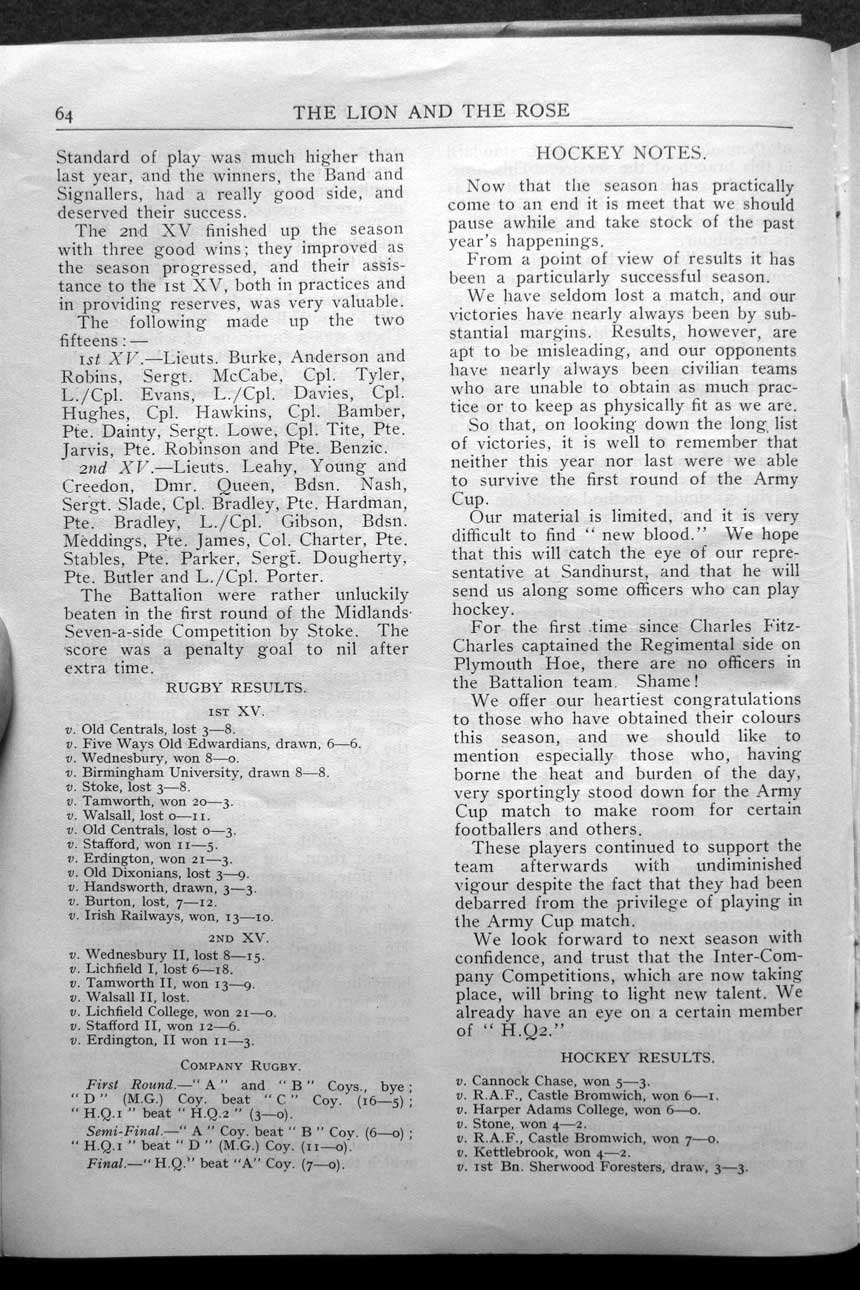 64
THE LION AND THE ROSE
Standard of play was much higher than
last year, and the winners, the Band and
Signallers, had a really good side, and
deserved their success.
The 2nd XV finished up the season
with three good wins; they improved as
the season progressed, and their assis-
tance to the 1st XV, both in practices and
in providing reserves, was very valuable.
The following made up the two
fifteens:—
1st XV.—Lieuts. Burke, Anderson and
Robins, Sergt. McCabe, Cpl. Tyler,
L./Cpl. Evans, L./Cpl. Davies, Cpl.
Hughes, Cpl. Hawkins, Cpl. Bamber,
Pte. Dainty, Sergt. Lowe, Cpl. Tite, Pte.
Jarvis, Pte. Robinson and Pte. Benzic.
2nd XV.—Lieuts. Leahy, Young and
Creedon, Dmr. Queen, Bdsn. Nash,
Sergt. Slade, Cpl. Bradley, Pte. Hardman,
Pte. Bradley, L./Cpl. Gibson, Bdsn.
Meddings, Pte. James, Col. Charter, Pte.
Stables, Pte. Parker, Sergt. Dougherty,
Pte. Butler and L./Cpl. Porter.
The Battalion were rather unluckily
beaten in the first round of the Midlands
Seven-a-side Competition by Stoke. The
score was a penalty goal to nil after
extra time.
RUGBY RESULTS.
1ST XV.
v. Old Centrals, lost 3—8.
v. Five Ways Old Edwardians, drawn, 6—6.
v. Wednesbury, won 8—0.
v. Birmingham University, drawn 8—8.
v. Stoke, lost 3—8.
v. Tamworth, won 20—3.
v. Walsall, lost 0—11.
v. Old Centrals, lost 0—3.
v. Stafford, won 11—5.
v. Erdington, won 21—3.
v. Old Dixonians, lost 3—9.
v. Handsworth, drawn, 3—3.
v. Burton, lost, 7—12.
v. Irish Railways, won, 13—10.
2ND XV.
v. Wednesbury II, lost 8—15.
v. Lichfield I, lost 6—18.
v. Tamworth II, won 13—9.
v. Walsall II, lost.
v. Lichfield College, won 21—0.
v. Stafford II, won 12—6.
v. Erdington, II won 11—3.
COMPANY RUGBY.
First Round.—" A " and " B " Coys., bye;
" D " (M.G.) Coy. beat " C " Coy. (16—5);
" H.Q.1 " beat " H.Q.2 " (3—0).
Semi-Final.—" A " Coy. beat " B " Coy. (6—0);
" H.Q.1 " beat " D " (M.G.) Coy. (11—0).
Final.—" H.Q." beat "A" Coy. (7—0).
HOCKEY NOTES.
Now that the season has practically
come to an end it is meet that we should
pause awhile and take stock of the past
year's happenings.
From a point of view of results it has
been a particularly successful season.
We have seldom lost a match, and our
victories have nearly always been by sub-
stantial margins. Results, however, are
apt to be misleading, and our opponents
have nearly always been civilian teams
who are unable to obtain as much prac-
tice or to keep as physically fit as we are.
So that, on looking down the long list
of victories, it is well to remember that
neither this year nor last were we able
to survive the first round of the Army
Cup.
Our material is limited, and it is very
difficult to find " new blood." We hope
that this will catch the eye of our repre-
sentative at Sandhurst, and that he will
send us along some officers who can play
hockey.
For the first time since Charles Fitz-
Charles captained the Regimental side on
Plymouth Hoe, there are no officers in
the Battalion team. Shame!
We offer our heartiest congratulations
to those who have obtained their colours
this season, and we should like to
mention especially those who, having
borne the heat and burden of the day,
very sportingly stood down for the Army
Cup match to make room for certain
footballers and others.
These players continued to support the
team afterwards with undiminished
vigour despite the fact that they had been
debarred from the privilege of playing in
the Army Cup match.
We look forward to next season with
confidence, and trust that the Inter-Com-
pany Competitions, which are now taking
place, will bring to light new talent. We
already have an eye on a certain member
of " H.Q2."
HOCKEY RESULTS.
v. Cannock Chase, won 5—3.
v. R.A.F., Castle Bromwich, won 6—1.
v. Harper Adams College, won 6—0.
v. Stone, won 4—2.
v. R.A.F., Castle Bromwich, won 7—0.
v. Kettlebrook, won 4—2.
v. 1st Bn. Sherwood Foresters, draw, 3—3.